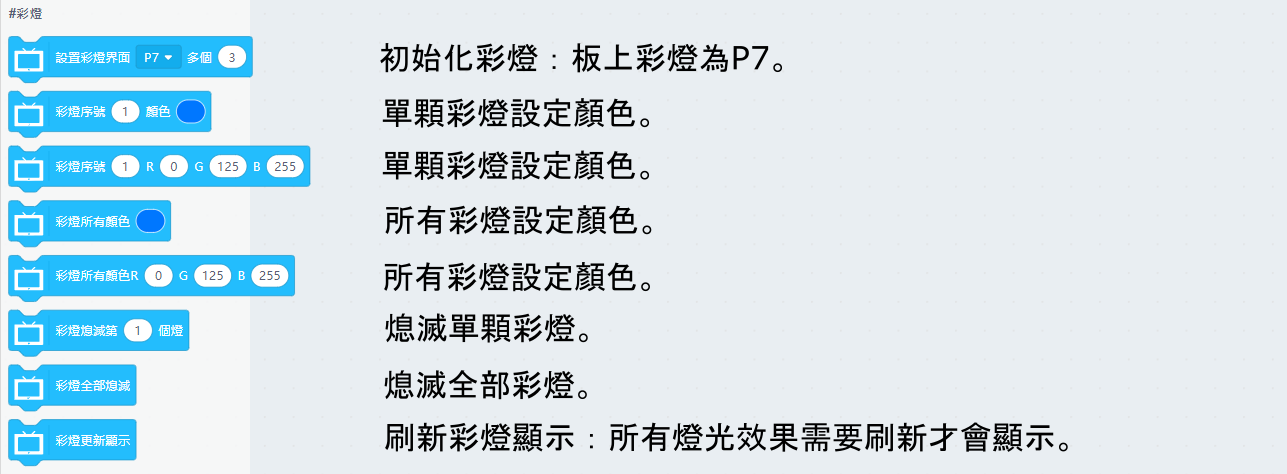 #彩燈
設置彩燈界面 P7 多個 3
初始化彩燈：板上彩燈為P7。
彩燈序號 1 顏色
單顆彩燈設定顏色。
彩燈序號 1 R 0 G 125 B 255
單顆彩燈設定顏色。
彩燈所有顏色
所有彩燈設定顏色。
彩燈所有顏色R 0 G 125 B 255
所有彩燈設定顏色。
彩燈熄滅第 1 個燈
熄滅單顆彩燈。
彩燈全部熄滅
熄滅全部彩燈。
彩燈更新顯示
刷新彩燈顯示：所有燈光效果需要刷新才會顯示。